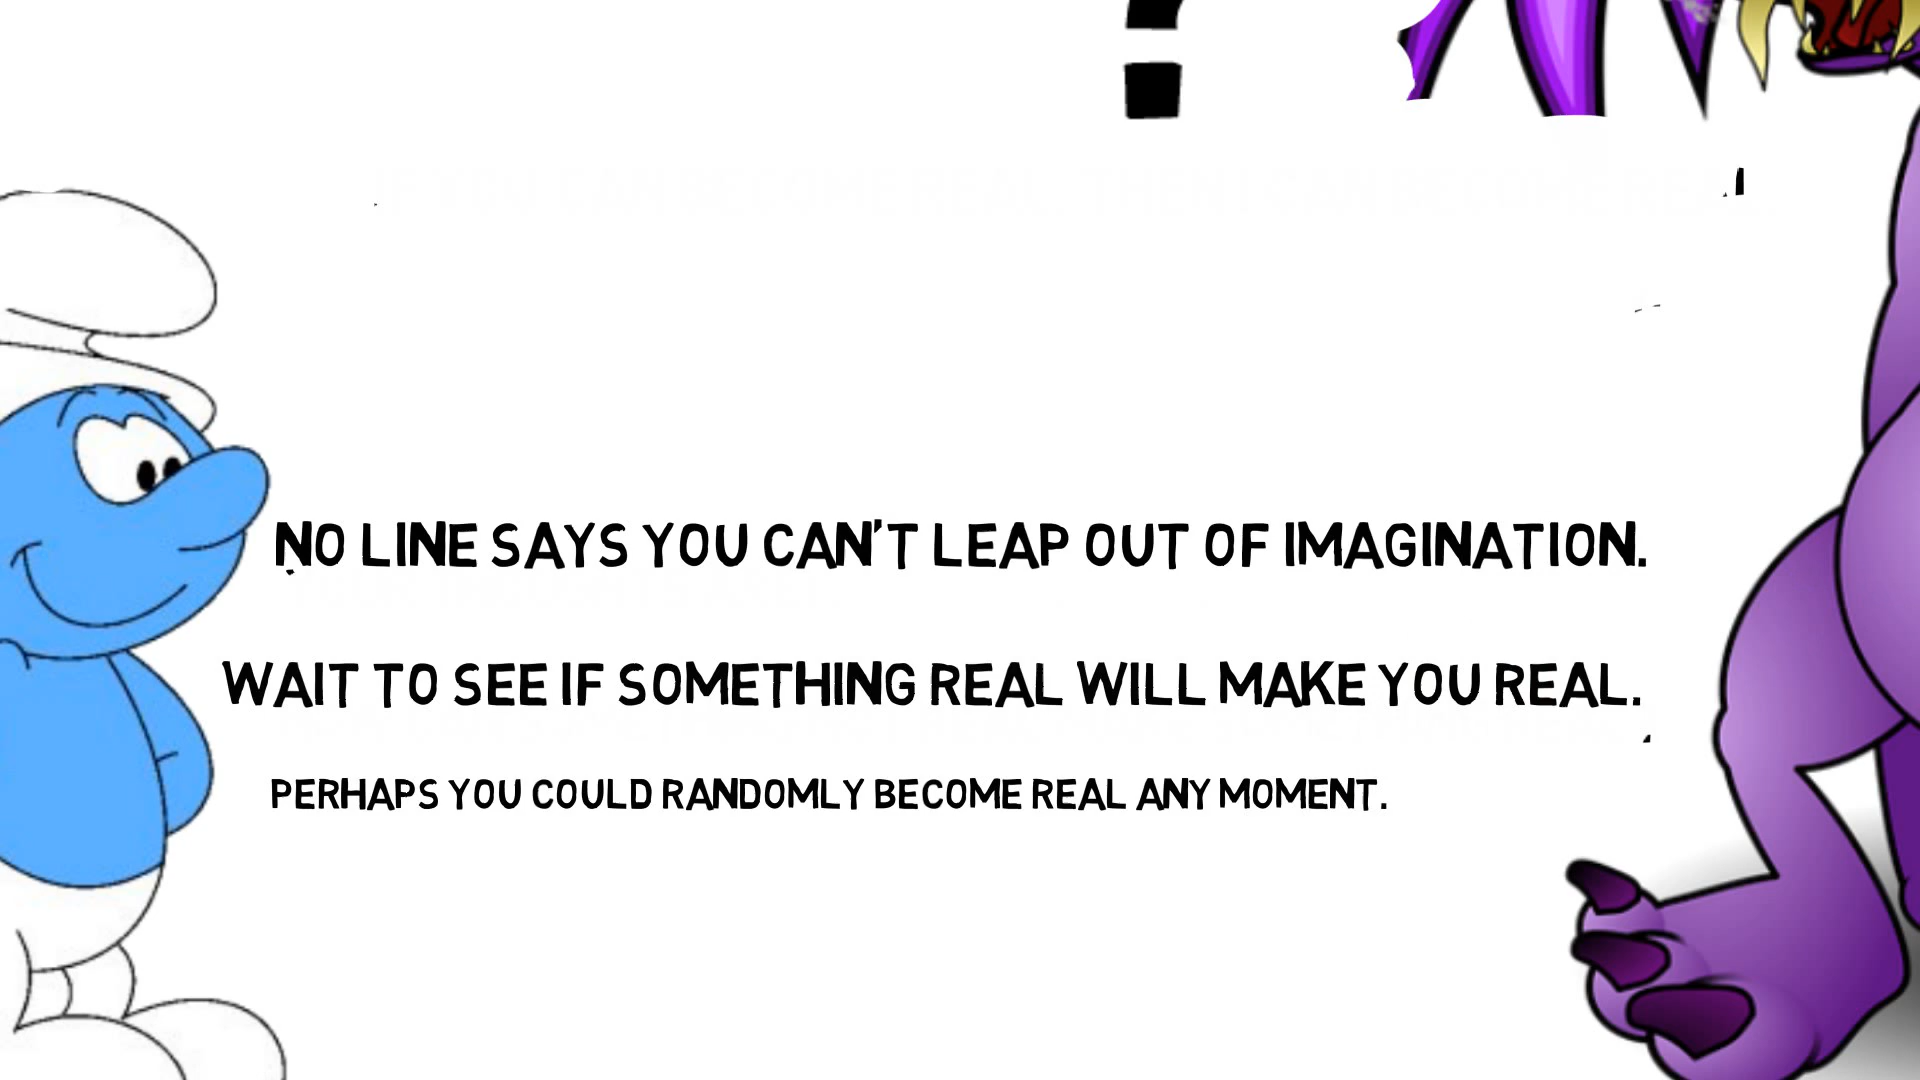 ?
NO LINE SAYS YOU CAN'T LEAP OUT OF IMAGINATION.
WAIT TO SEE IF SOMETHING REAL WILL MAKE YOU REAL.
PERHAPS YOU COULD RANDOMLY BECOME REAL ANY MOMENT.